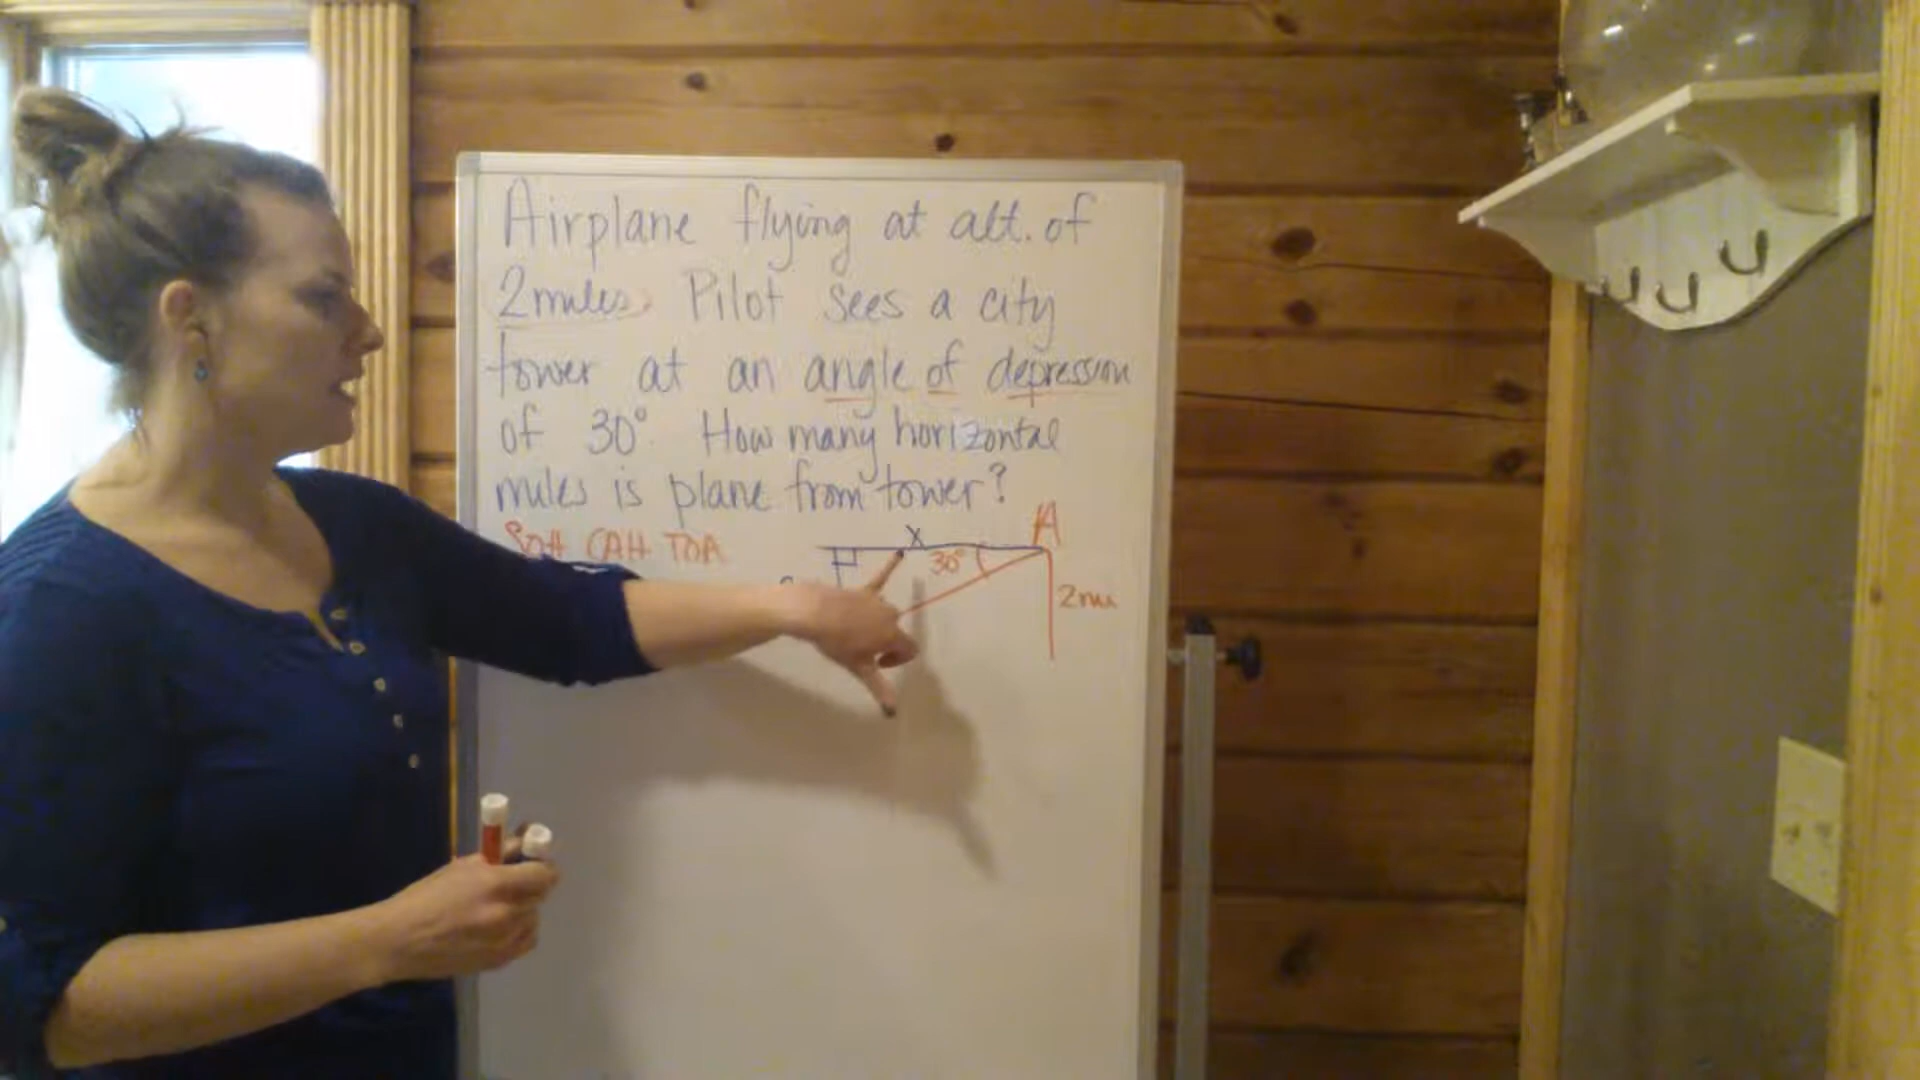 Airplane flying at alt. of
2 miles. Pilot sees a city
tower at an angle of depression
of 30°. How many horizontal
miles is plane from tower?
SOH CAH TOA
x
A
30°
2mi